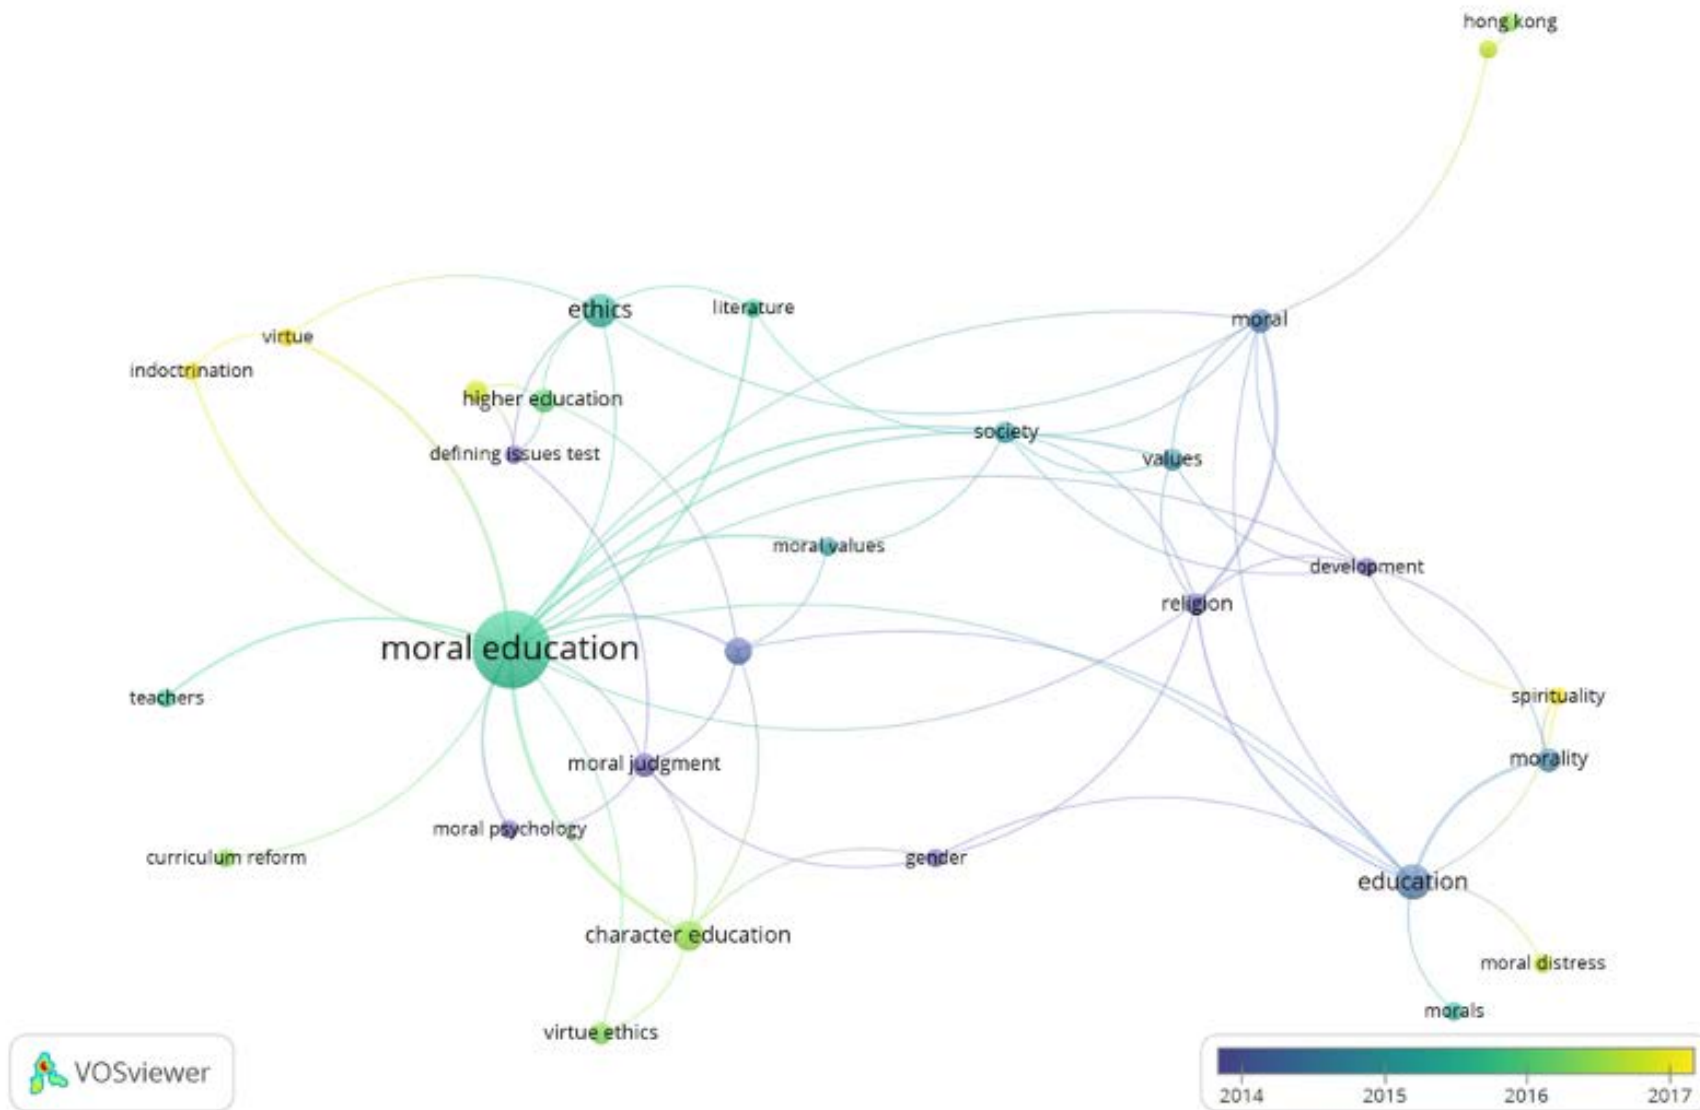 hong kong
ethics
literature
moral
virtue
indoctrination
higher education
society
defining issues test
values
moral values
development
religion
moral education
teachers
spirituality
moral judgment
morality
moral psychology
curriculum reform
gender
education
character education
moral distress
morals
virtue ethics
VOSviewer
2014 2015 2016 2017